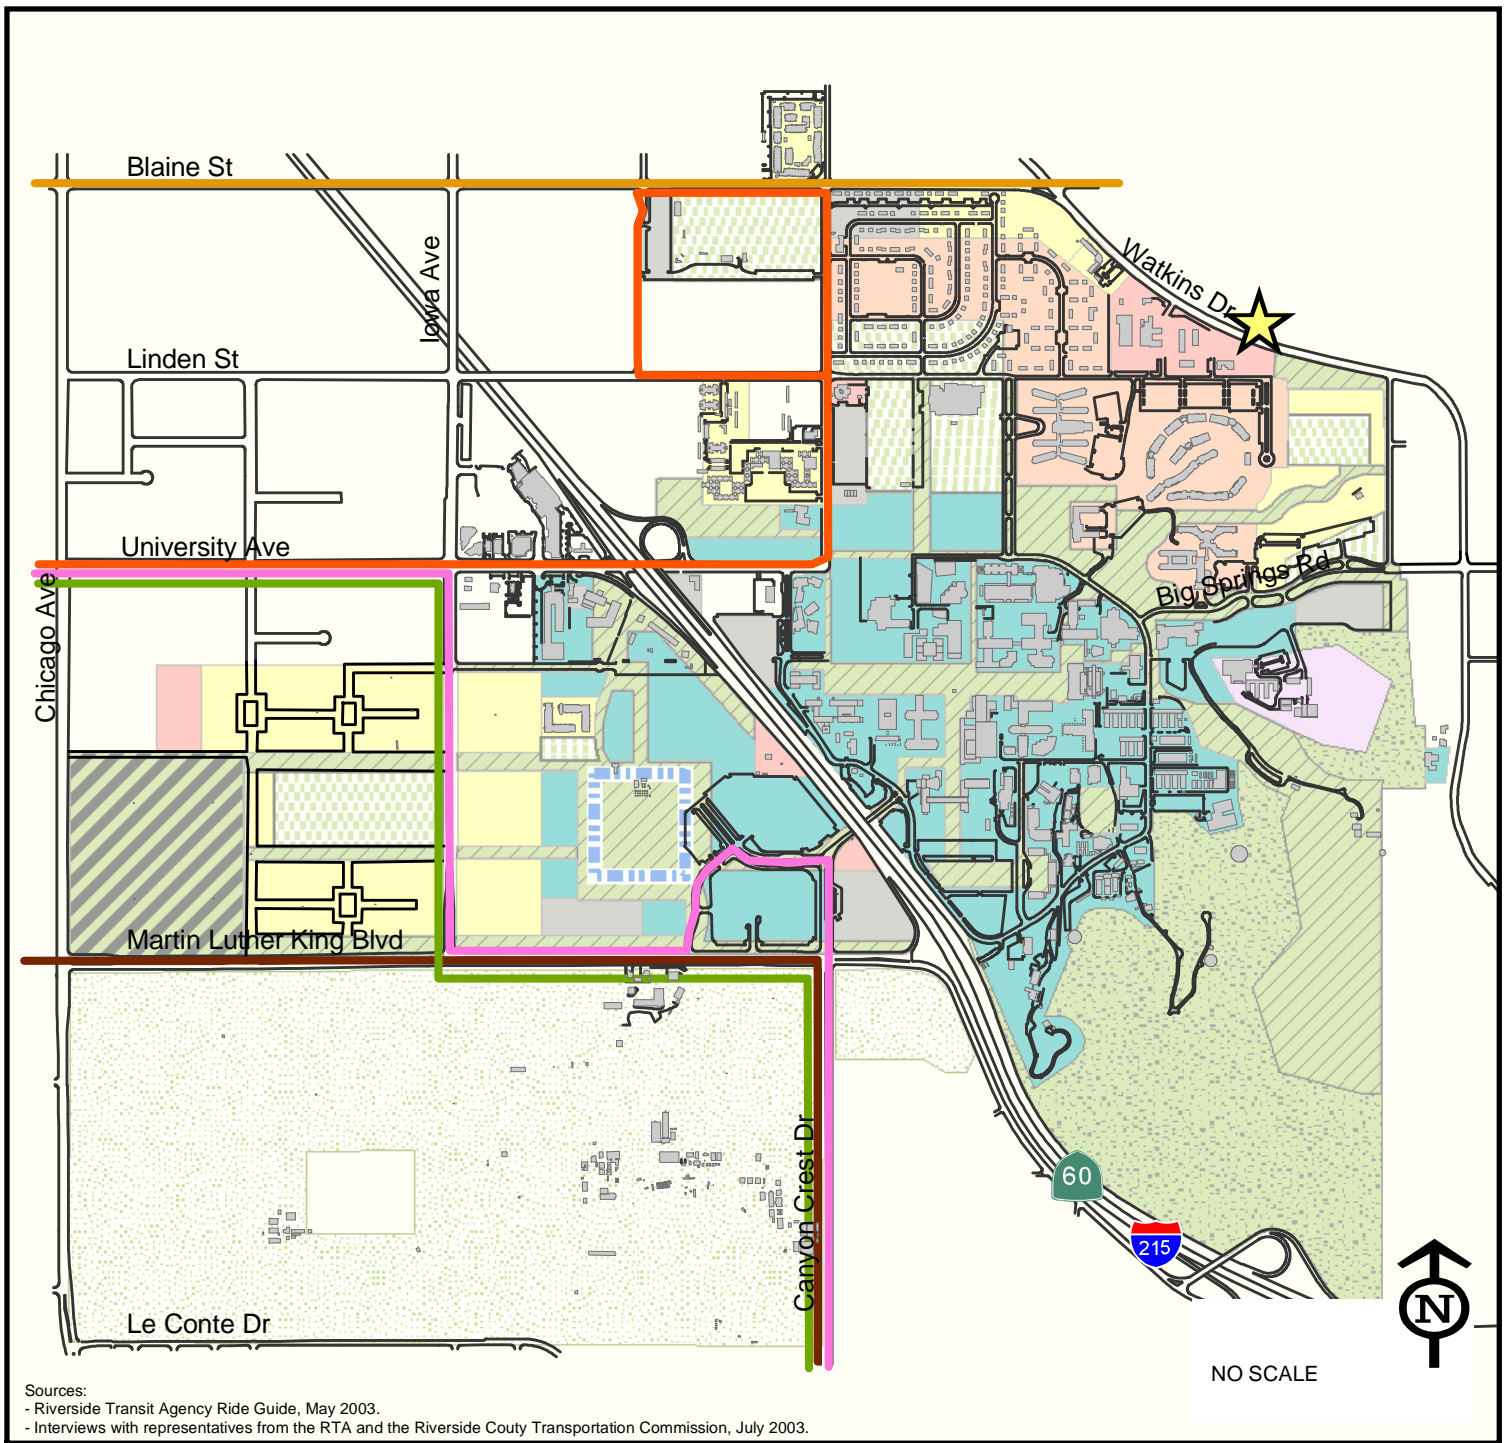 Blaine St
Iowa Ave
Watkins Dr
Linden St
University Ave
Big Springs Rd
Chicago Ave
Martin Luther King Blvd
Canyon Crest Dr
60
215
Le Conte Dr
N
NO SCALE
Sources:
- Riverside Transit Agency Ride Guide, May 2003.
- Interviews with representatives from the RTA and the Riverside Couty Transportation Commission, July 2003.